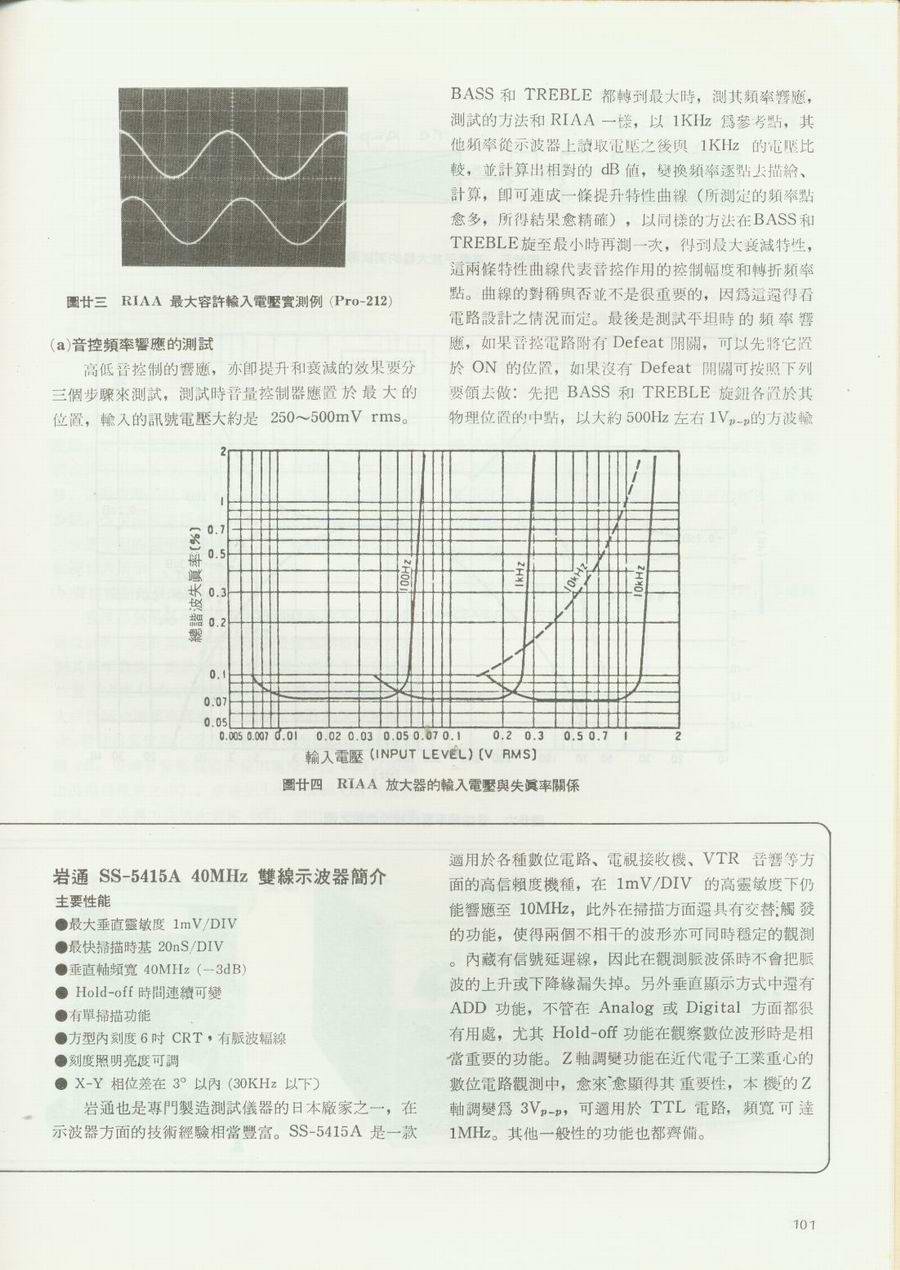 圖廿三 RIAA 最大容許輸入電壓實測例 (Pro-212)
(a)音控頻率響應的測試
高低音控制的響應，亦卽提升和衰減的效果要分
三個步驟來測試，測試時音量控制器應置於最大的
位置，輸入的訊號電壓大約是 250～500mV rms。
BASS 和 TREBLE 都轉到最大時，測其頻率響應，
測試的方法和 RIAA 一樣，以 1KHz 爲參考點，其
他頻率從示波器上讀取電壓之後與 1KHz 的電壓比
較，並計算出相對的 dB 值，變換頻率逐點去描繪、
計算，卽可連成一條提升特性曲線（所測定的頻率點
愈多，所得結果愈精確），以同樣的方法在BASS和
TREBLE旋至最小時再測一次，得到最大衰減特性，
這兩條特性曲線代表音控作用的控制幅度和轉折頻率
點。曲線的對稱與否並不是很重要的，因爲這還得看
電路設計之情況而定。最後是測試平坦時的頻率響
應，如果音控電路附有 Defeat 開關，可以先將它置
於 ON 的位置，如果沒有 Defeat 開關可按照下列
要領去做：先把 BASS 和 TREBLE 旋鈕各置於其
物理位置的中點，以大約 500Hz 左右 1Vp-p的方波輸
總諧波失眞率(%)
2
1
0.7
0.5
0.3
0.2
0.1
0.07
0.05
100Hz
1kHz
10kHz
10kHz
0.005 0.007 0.01 0.02 0.03 0.05 0.07 0.1 0.2 0.3 0.5 0.7 1 2
輸入電壓 (INPUT LEVEL) [V RMS]
圖廿四 RIAA 放大器的輸入電壓與失眞率關係
岩通 SS-5415A 40MHz 雙線示波器簡介
主要性能
●最大垂直靈敏度 1mV/DIV
●最快掃描時基 20nS/DIV
●垂直軸頻寬 40MHz (－3dB)
● Hold-off 時間連續可變
●有單掃描功能
●方型內刻度 6 吋 CRT，有脈波輻線
●刻度照明亮度可調
● X-Y 相位差在 3° 以內 (30KHz 以下)
岩通也是專門製造測試儀器的日本廠家之一，在
示波器方面的技術經驗相當豐富。SS-5415A 是一款
適用於各種數位電路、電視接收機、VTR 音響等方
面的高信賴度機種，在 1mV/DIV 的高靈敏度下仍
能響應至 10MHz，此外在掃描方面還具有交替觸發
的功能，使得兩個不相干的波形亦可同時穩定的觀測
。內藏有信號延遲線，因此在觀測脈波係時不會把脈
波的上升或下降緣漏失掉。另外垂直顯示方式中還有
ADD 功能，不管在 Analog 或 Digital 方面都很
有用處，尤其 Hold-off 功能在觀察數位波形時是相
當重要的功能。Z 軸調變功能在近代電子工業重心的
數位電路觀測中，愈來愈顯得其重要性，本機的 Z
軸調變爲 3Vp-p，可適用於 TTL 電路，頻寬可達
1MHz。其他一般性的功能也都齊備。
101